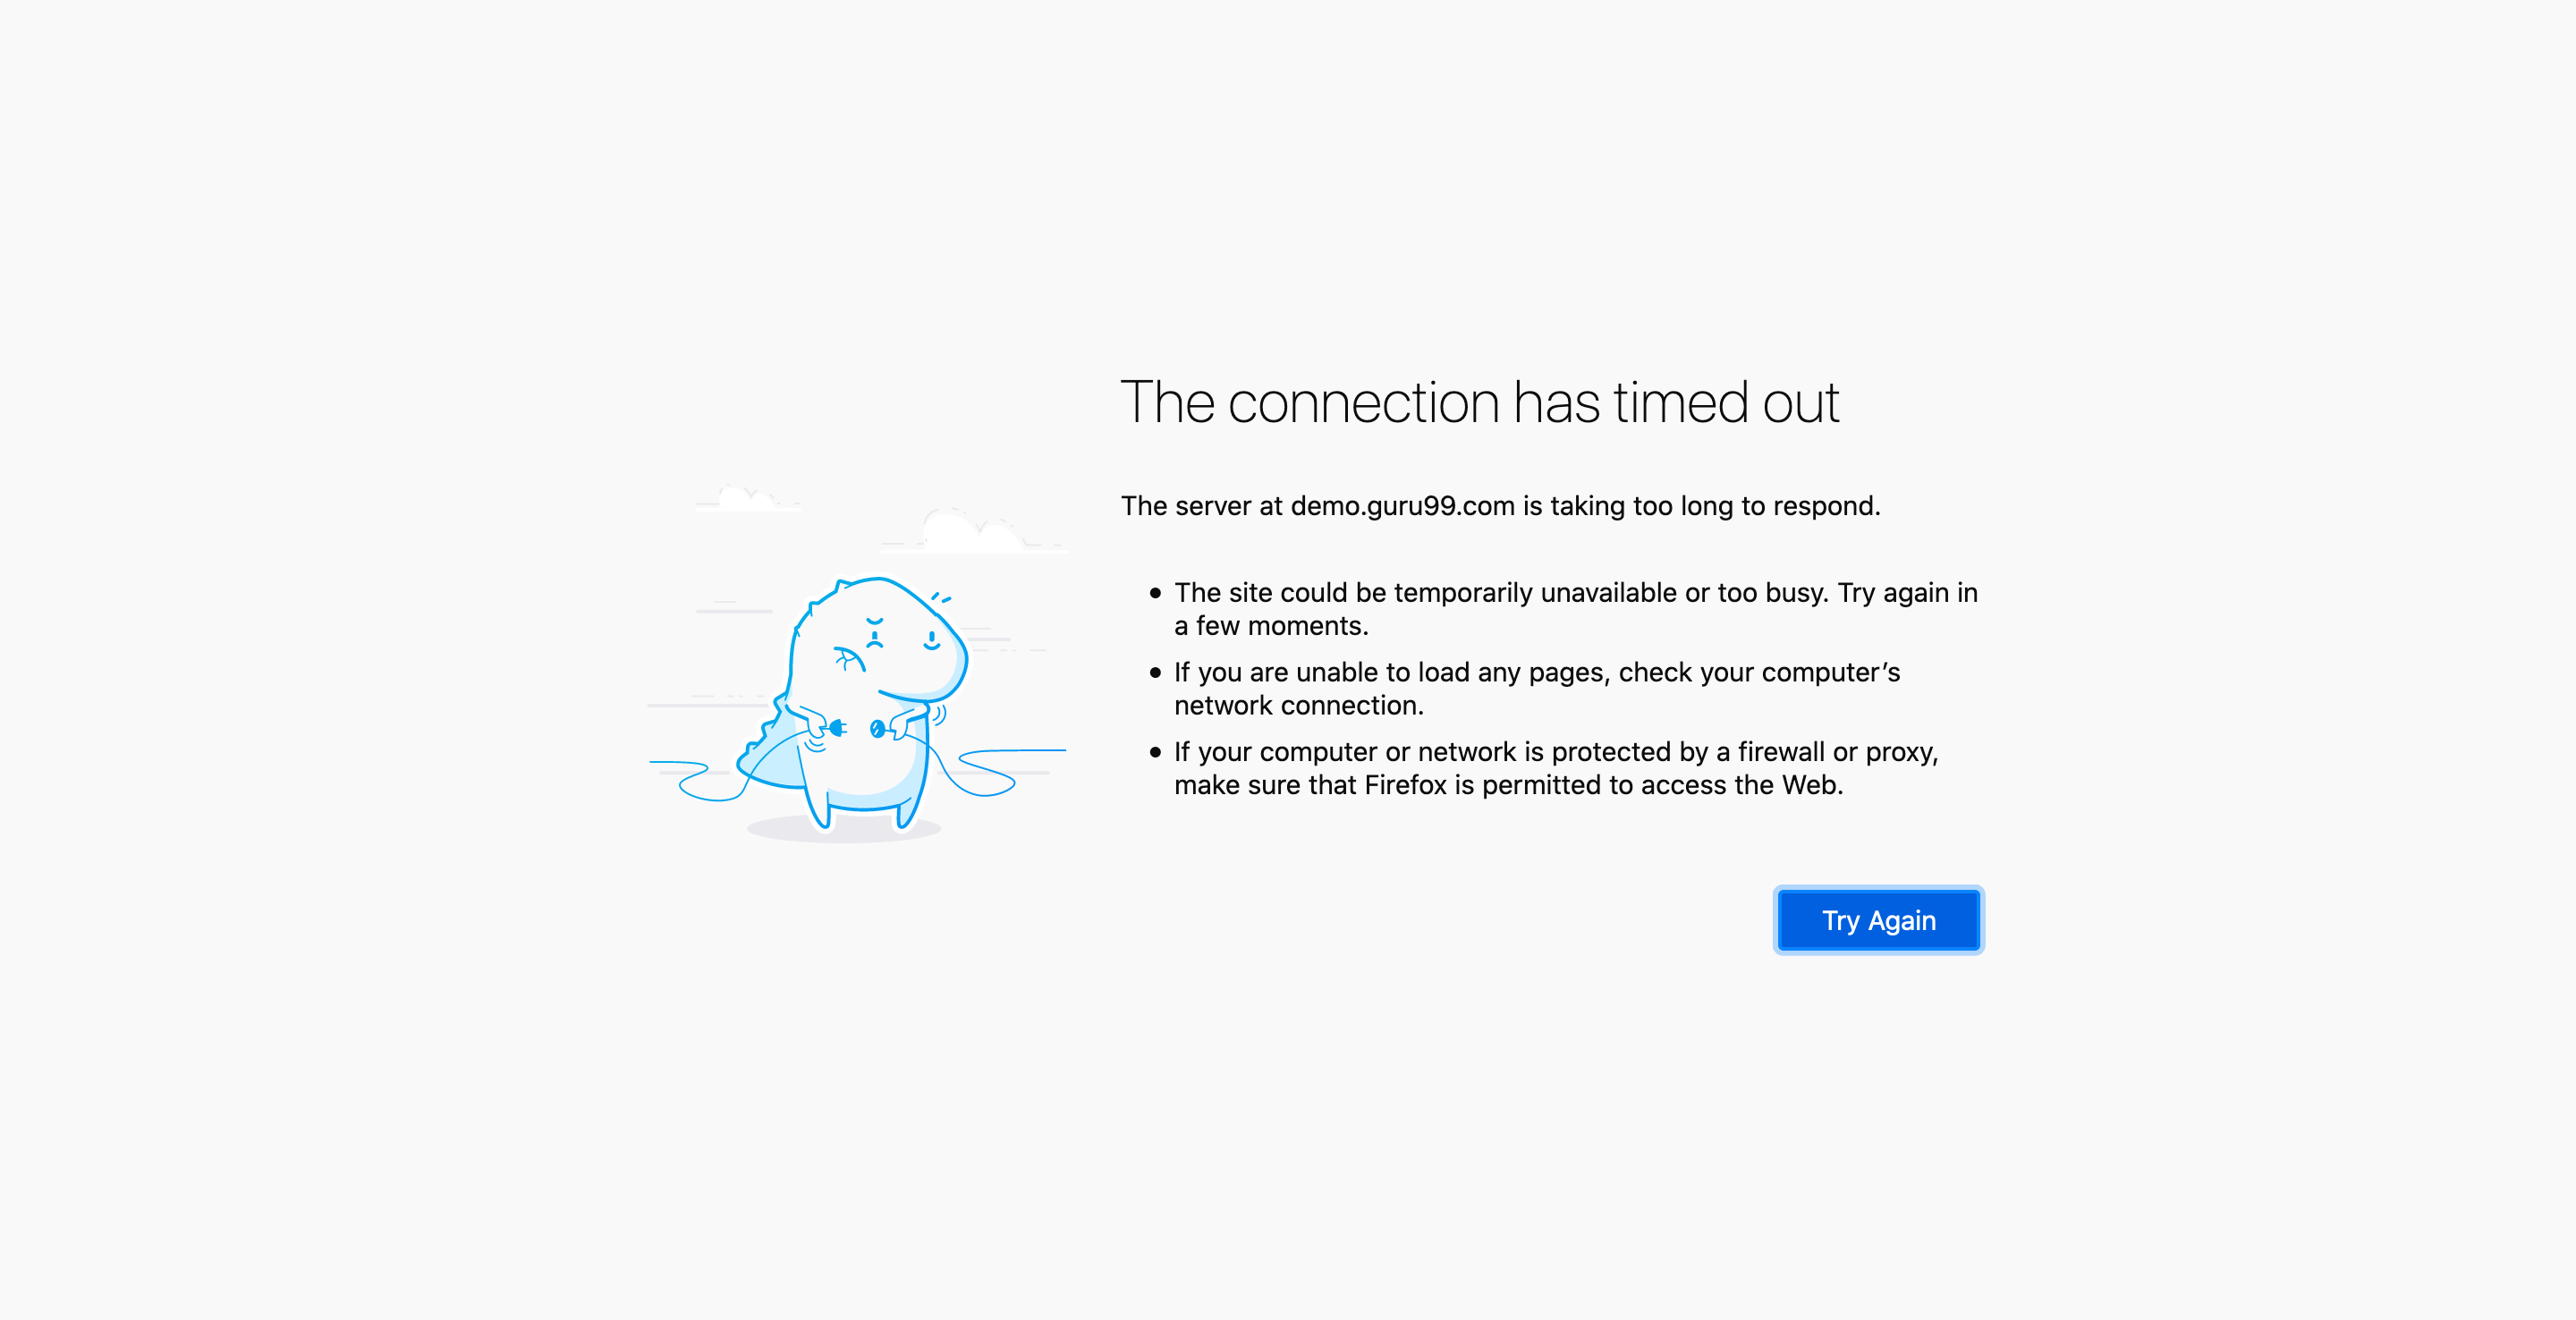 The connection has timed out
The server at demo.guru99.com is taking too long to respond.
• The site could be temporarily unavailable or too busy. Try again in
a few moments.
• If you are unable to load any pages, check your computer’s
network connection.
• If your computer or network is protected by a firewall or proxy,
make sure that Firefox is permitted to access the Web.
Try Again